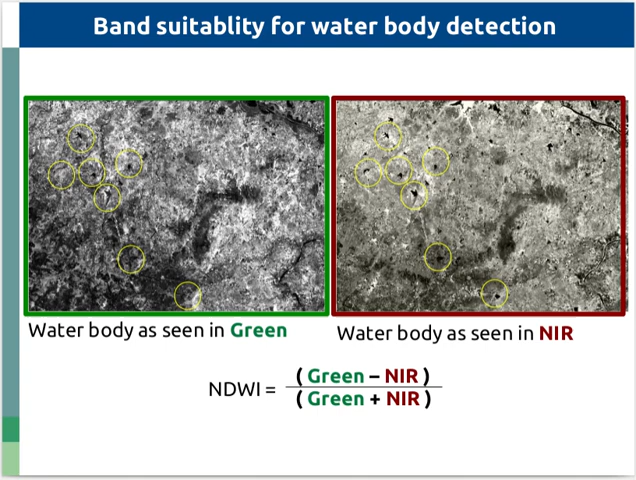 Band suitablity for water body detection
Water body as seen in Green
Water body as seen in NIR
NDWI = ( Green – NIR )
( Green + NIR )